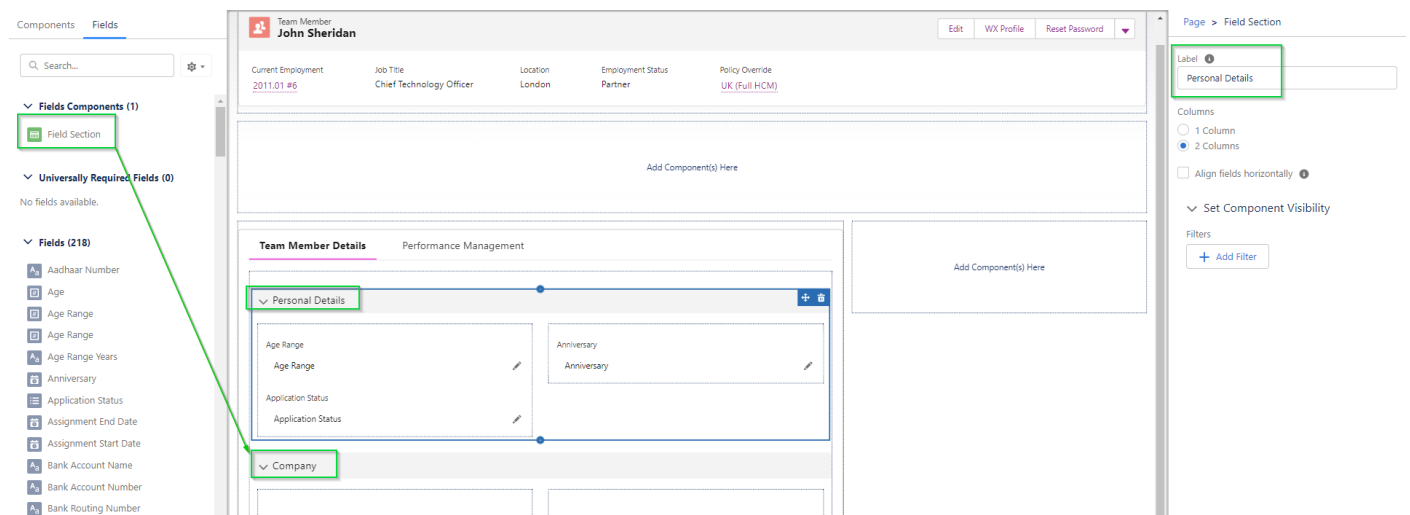 Components Fields
Search...
Fields Components (1)
Field Section
Universally Required Fields (0)
No fields available.
Fields (218)
Aadhaar Number
Age
Age Range
Age Range
Age Range Years
Anniversary
Application Status
Assignment End Date
Assignment Start Date
Bank Account Name
Bank Account Number
Bank Routing Number
Team Member
John Sheridan
Edit WX Profile Reset Password
Current Employment Job Title Location Employment Status Policy Override
2011.01 #6 Chief Technology Officer London Partner UK (Full HCM)
Add Component(s) Here
Team Member Details Performance Management
Personal Details
Age Range Anniversary
Age Range Anniversary
Application Status
Application Status
Company
Add Component(s) Here
Page > Field Section
Label
Personal Details
Columns
1 Column
2 Columns
Align fields horizontally
Set Component Visibility
Filters
Add Filter